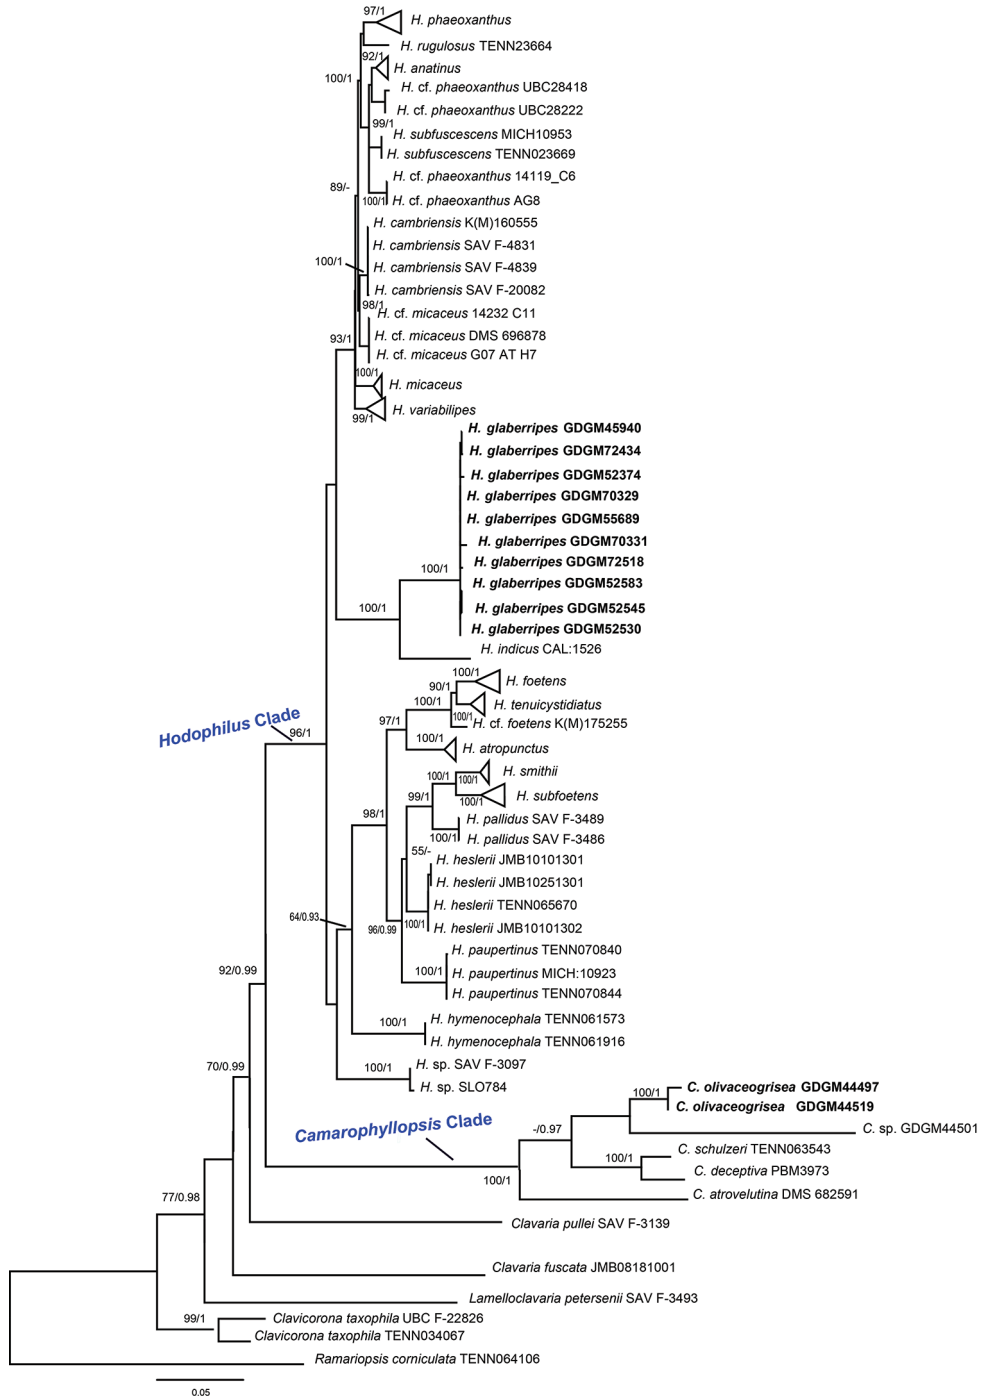 97/1
H. phaeoxanthus
H. rugulosus TENN23664
92/1
H. anatinus
100/1
H. cf. phaeoxanthus UBC28418
H. cf. phaeoxanthus UBC28222
99/1
H. subfuscescens MICH10953
H. subfuscescens TENN023669
H. cf. phaeoxanthus 14119_C6
89/-
100/1
H. cf. phaeoxanthus AG8
H. cambriensis K(M)160555
H. cambriensis SAV F-4831
100/1
H. cambriensis SAV F-4839
H. cambriensis SAV F-20082
98/1
H. cf. micaceus 14232 C11
H. cf. micaceus DMS 696878
93/1
H. cf. micaceus G07 AT H7
100/1
H. micaceus
H. variabilipes
99/1
H. glaberripes GDGM45940
H. glaberripes GDGM72434
H. glaberripes GDGM52374
H. glaberripes GDGM70329
H. glaberripes GDGM55689
H. glaberripes GDGM70331
H. glaberripes GDGM72518
100/1
H. glaberripes GDGM52583
100/1
H. glaberripes GDGM52545
H. glaberripes GDGM52530
H. indicus CAL:1526
100/1
H. foetens
90/1
100/1
H. tenuicystidiatus
100/1
H. cf. foetens K(M)175255
97/1
Hodophilus Clade
96/1
100/1
H. atropunctus
H. smithii
100/1
100/1
H. subfoetens
99/1
100/1
98/1
H. pallidus SAV F-3489
100/1
H. pallidus SAV F-3486
55/-
H. heslerii JMB10101301
H. heslerii JMB10251301
H. heslerii TENN065670
64/0.93
100/1
96/0.99
H. heslerii JMB10101302
H. paupertinus TENN070840
92/0.99
100/1
H. paupertinus MICH:10923
H. paupertinus TENN070844
100/1
H. hymenocephala TENN061573
H. hymenocephala TENN061916
70/0.99
100/1
H. sp. SAV F-3097
H. sp. SLO784
100/1
C. olivaceogrisea GDGM44497
C. olivaceogrisea GDGM44519
Camarophyllopsis Clade
-/0.97
C. sp. GDGM44501
C. schulzeri TENN063543
100/1
C. deceptiva PBM3973
100/1
C. atrovelutina DMS 682591
77/0.98
Clavaria pullei SAV F-3139
Clavaria fuscata JMB08181001
Lamelloclavaria petersenii SAV F-3493
99/1
Clavicorona taxophila UBC F-22826
Clavicorona taxophila TENN034067
Ramariopsis corniculata TENN064106
0.05